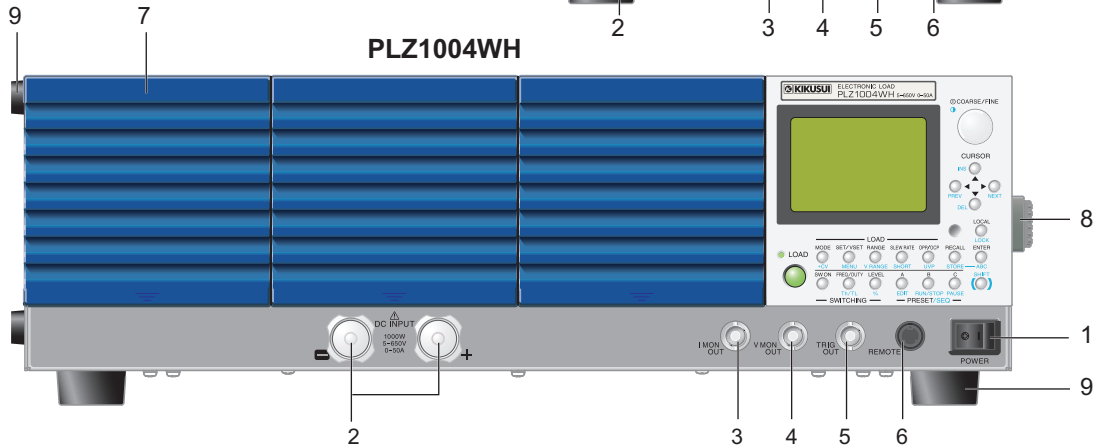 2 3 4 5 6
9 7
PLZ1004WH
KIKUSUI ELECTRONIC LOAD
PLZ1004WH 5-650V 0-50A
COARSE/FINE
CURSOR
INS
PREV NEXT
DEL
8
LOCAL
LOCK
LOAD
MODE SET/VSET RANGE SLEW RATE OPP/OCP RECALL ENTER
+CV MENU V RANGE SHORT UVP STORE ABC
LOAD
SW ON FREQ/DUTY LEVEL A B C SHIFT
Th/TL % EDIT RUN/STOP PAUSE
SWITCHING PRESET/SEQ
DC INPUT
1000W
5-650V
0-50A
- +
I MON OUT
V MON OUT
TRIG OUT
REMOTE
POWER
1
9
2 3 4 5 6